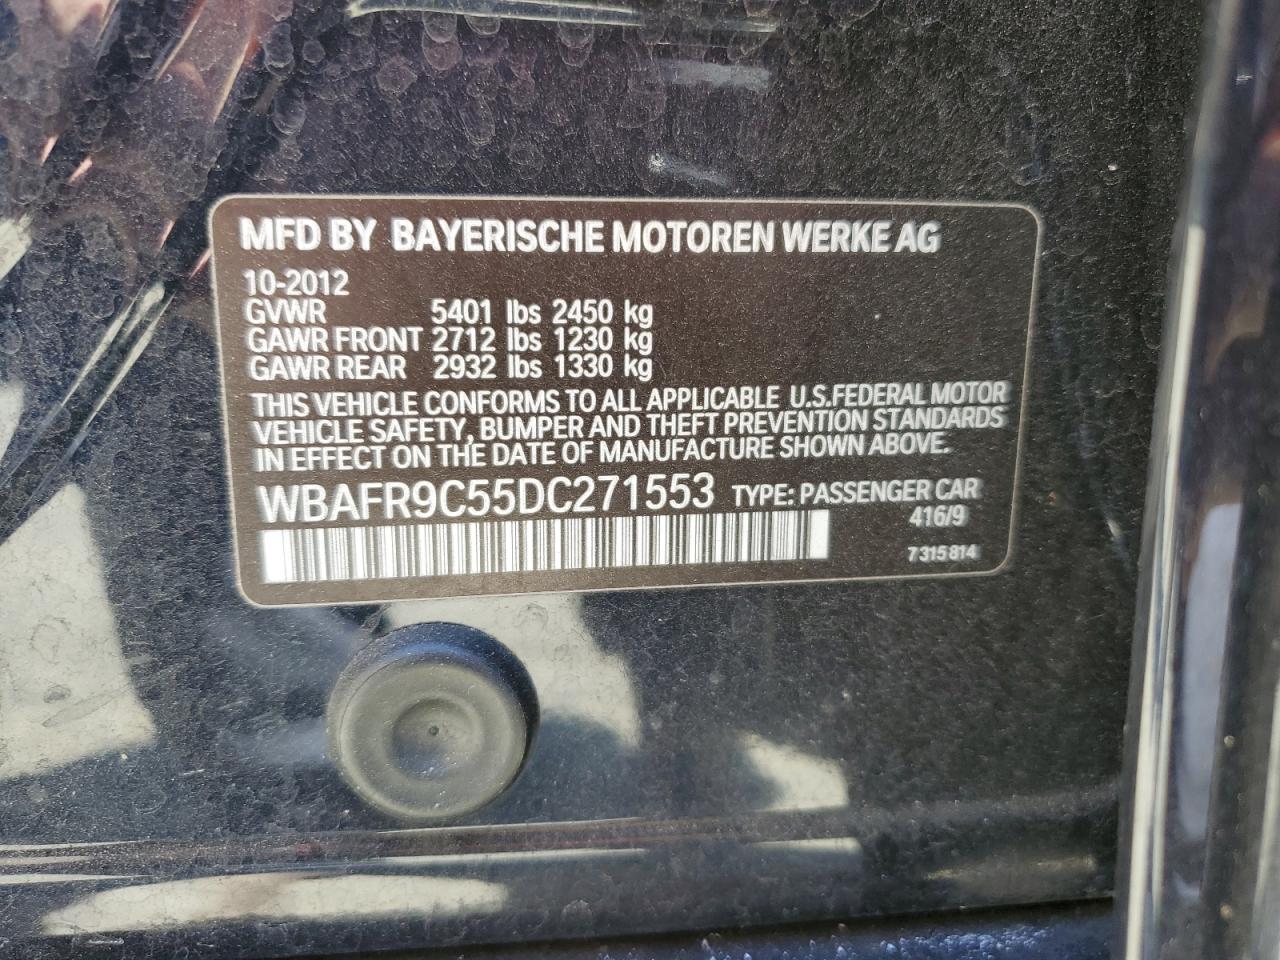 MFD BY BAYERISCHE MOTOREN WERKE AG
10-2012
GVWR 5401 lbs 2450 kg
GAWR FRONT 2712 lbs 1230 kg
GAWR REAR 2932 lbs 1330 kg
THIS VEHICLE CONFORMS TO ALL APPLICABLE U.S.FEDERAL MOTOR
VEHICLE SAFETY, BUMPER AND THEFT PREVENTION STANDARDS
IN EFFECT ON THE DATE OF MANUFACTURE SHOWN ABOVE.
WBAFR9C55DC271553 TYPE: PASSENGER CAR
416/9
7 315 814